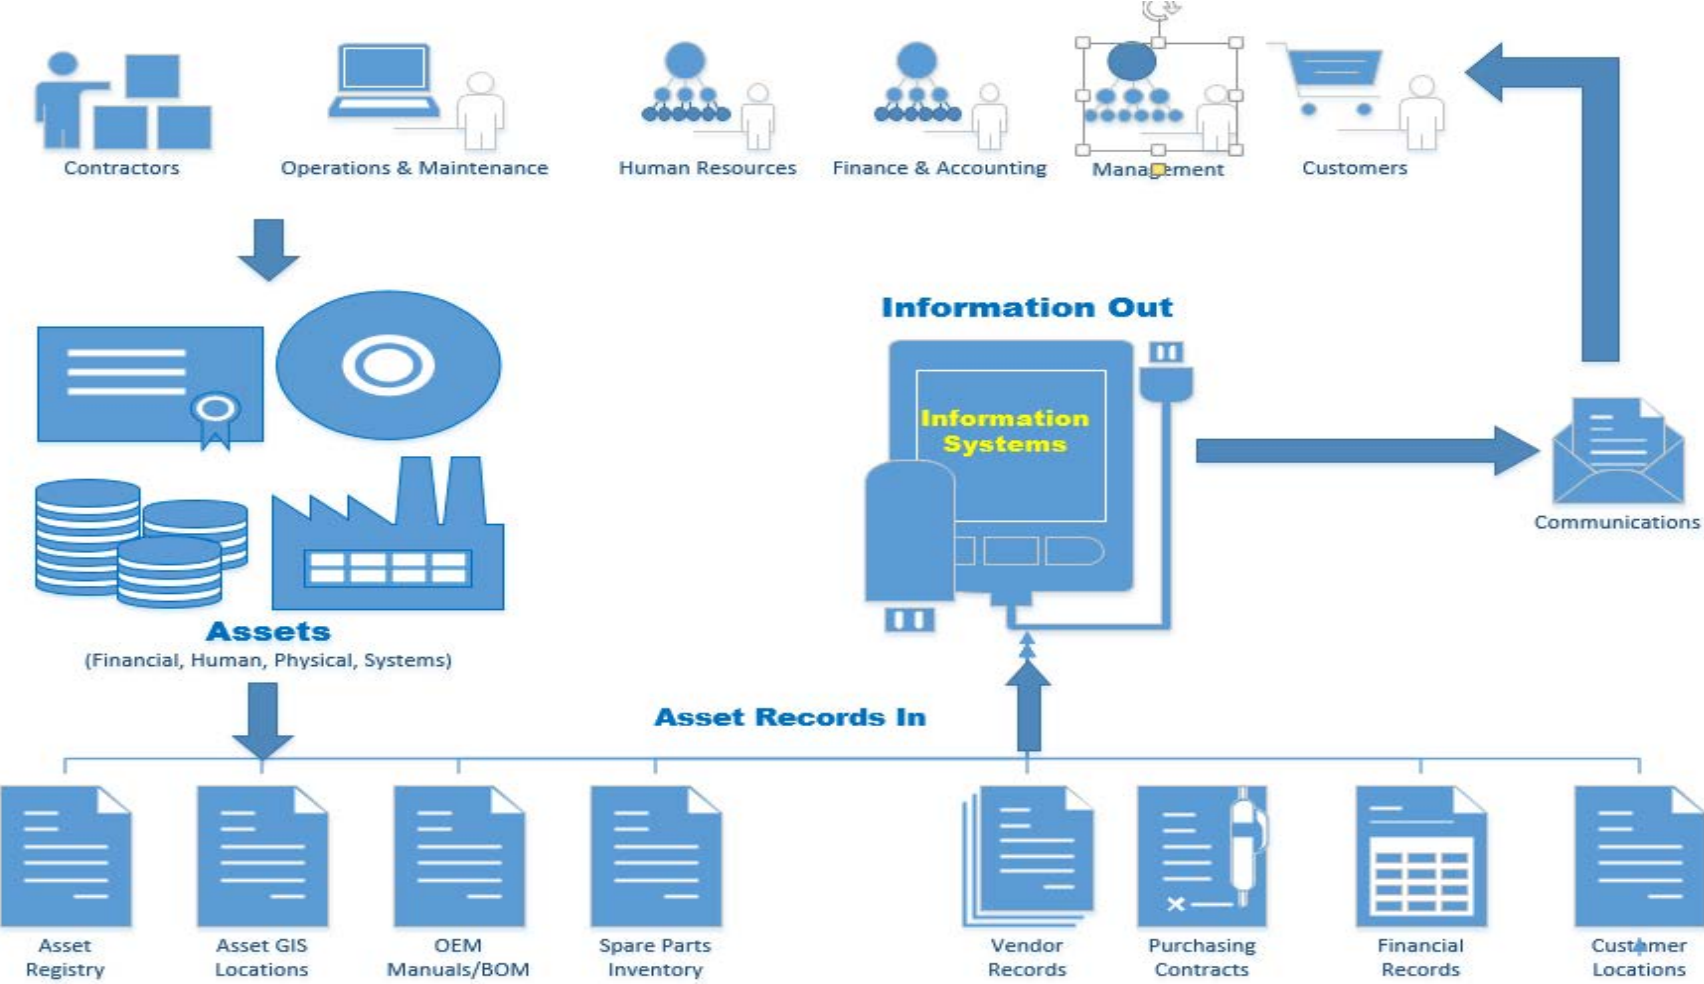 Contractors
Operations & Maintenance
Human Resources
Finance & Accounting
Management
Customers
Information Out
Information
Systems
Communications
Assets
(Financial, Human, Physical, Systems)
Asset Records In
Asset
Registry
Asset GIS
Locations
OEM
Manuals/BOM
Spare Parts
Inventory
Vendor
Records
Purchasing
Contracts
Financial
Records
Customer
Locations